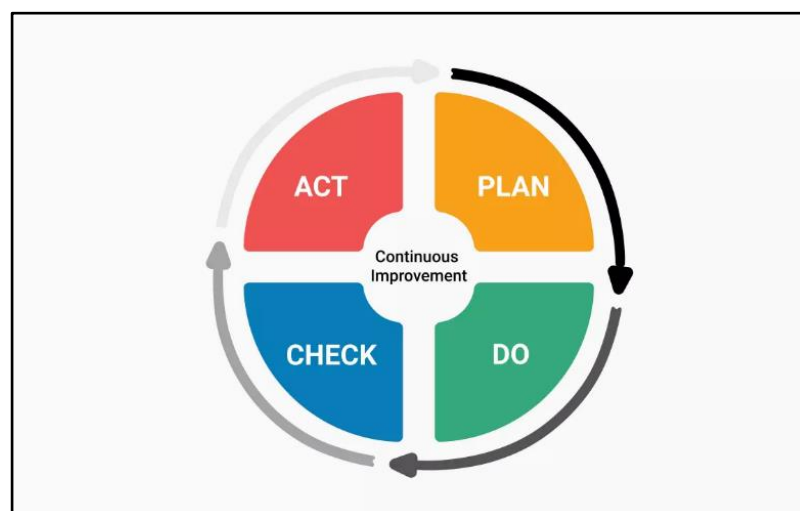 ACT
PLAN
Continuous
Improvement
CHECK
DO